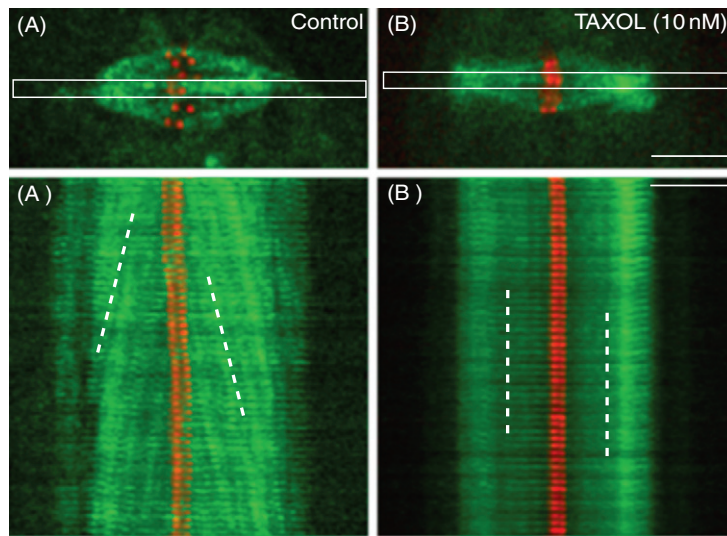 (A)
Control
(B)
TAXOL (10 nM)
(A )
(B )